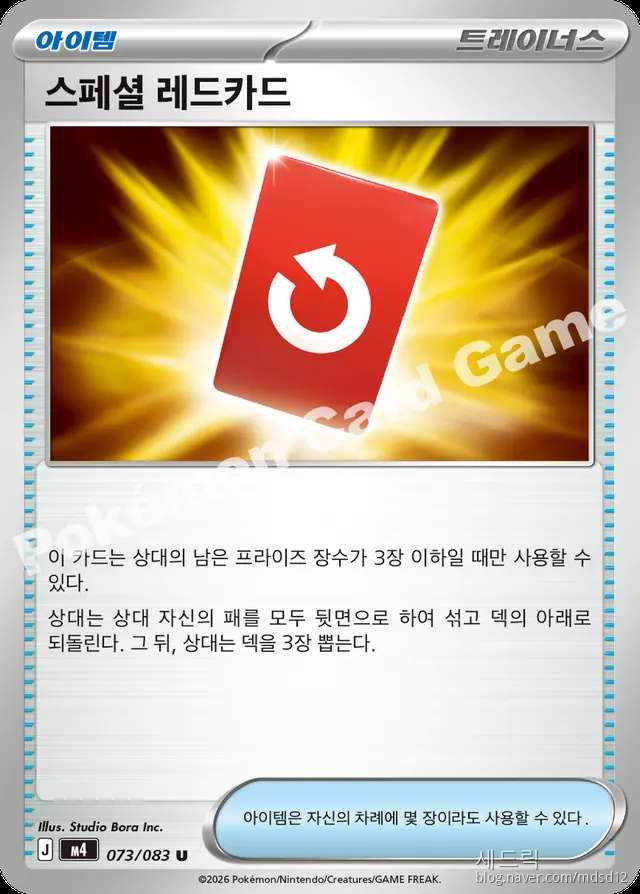 아이템
트레이너스
스페셜 레드카드
Pokémon Card Game
이 카드는 상대의 남은 프라이즈 장수가 3장 이하일 때만 사용할 수
있다.
상대는 상대 자신의 패를 모두 뒷면으로 하여 섞고 덱의 아래로
되돌린다. 그 뒤, 상대는 덱을 3장 뽑는다.
아이템은 자신의 차례에 몇 장이라도 사용할 수 있다.
Illus. Studio Bora Inc.
J M4 073/083 U
©2026 Pokémon/Nintendo/Creatures/GAME FREAK.
세드릭
blog.naver.com/mdsd12